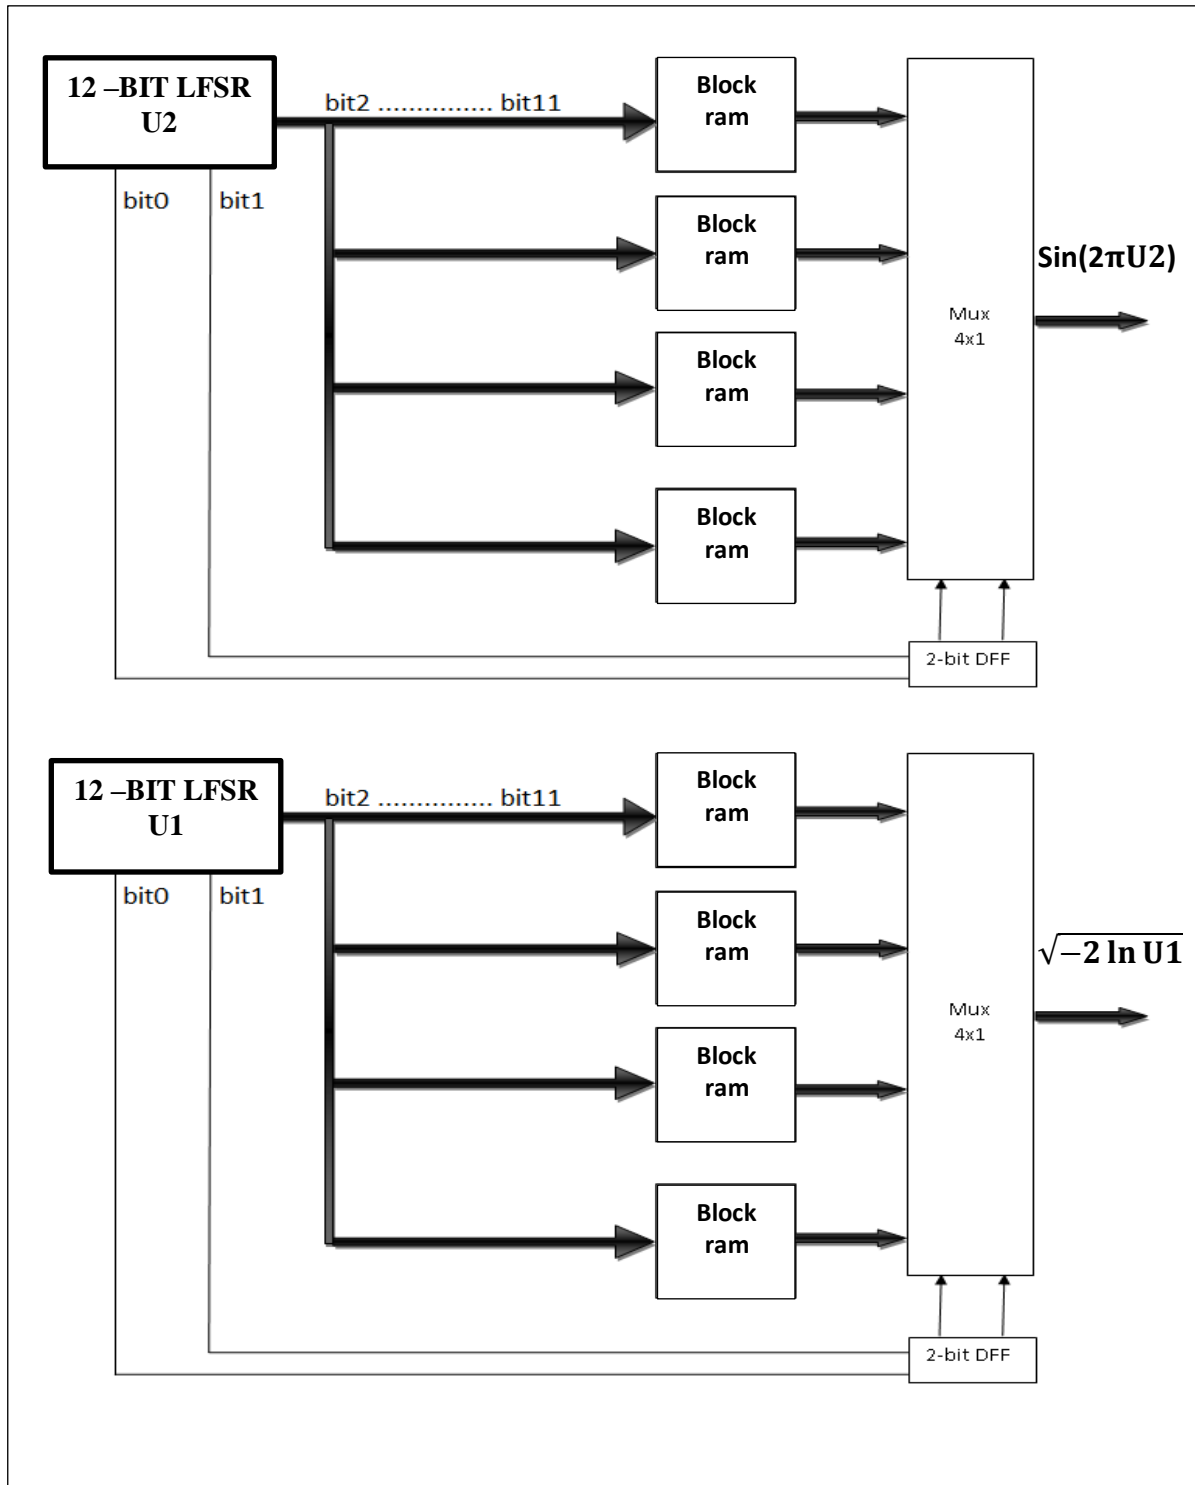 12 –BIT LFSR
U2
bit2 ............... bit11
bit0
bit1
Block
ram
Block
ram
Block
ram
Block
ram
Mux
4x1
Sin(2πU2)
2-bit DFF
12 –BIT LFSR
U1
bit2 ............... bit11
bit0
bit1
Block
ram
Block
ram
Block
ram
Block
ram
Mux
4x1
√−2 ln U1
2-bit DFF